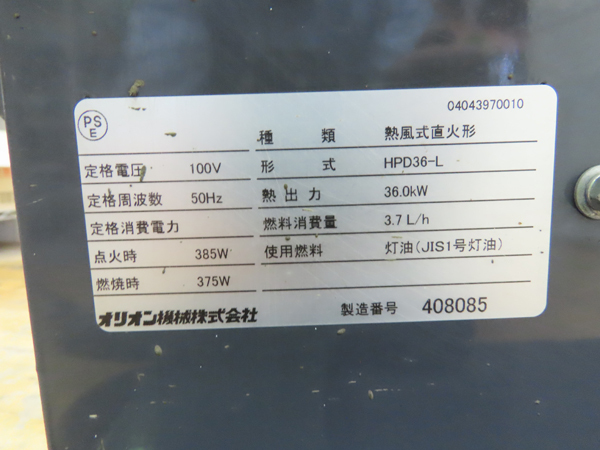 04043970010
PS
E
種類 熱風式直火形
定格電圧 100V 形式 HPD36-L
定格周波数 50Hz 熱出力 36.0kW
定格消費電力 燃料消費量 3.7 L/h
点火時 385W 使用燃料 灯油(JIS1号灯油)
燃焼時 375W
オリオン機械株式会社 製造番号 408085